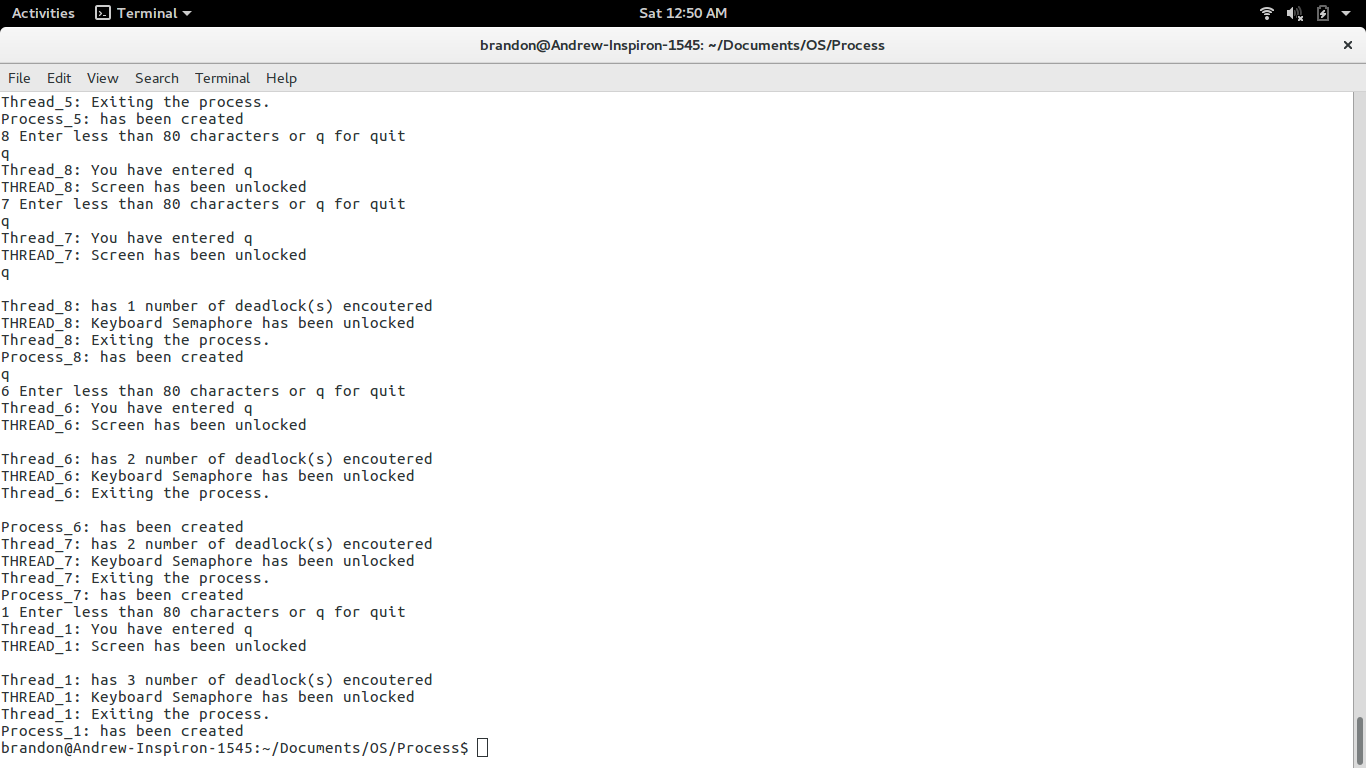 Activities Terminal Sat 12:50 AM
brandon@Andrew-Inspiron-1545: ~/Documents/OS/Process ×
File Edit View Search Terminal Help
Thread_5: Exiting the process.
Process_5: has been created
8 Enter less than 80 characters or q for quit
q
Thread_8: You have entered q
THREAD_8: Screen has been unlocked
7 Enter less than 80 characters or q for quit
q
Thread_7: You have entered q
THREAD_7: Screen has been unlocked
q
Thread_8: has 1 number of deadlock(s) encoutered
THREAD_8: Keyboard Semaphore has been unlocked
Thread_8: Exiting the process.
Process_8: has been created
q
6 Enter less than 80 characters or q for quit
Thread_6: You have entered q
THREAD_6: Screen has been unlocked
Thread_6: has 2 number of deadlock(s) encoutered
THREAD_6: Keyboard Semaphore has been unlocked
Thread_6: Exiting the process.
Process_6: has been created
Thread_7: has 2 number of deadlock(s) encoutered
THREAD_7: Keyboard Semaphore has been unlocked
Thread_7: Exiting the process.
Process_7: has been created
1 Enter less than 80 characters or q for quit
Thread_1: You have entered q
THREAD_1: Screen has been unlocked
Thread_1: has 3 number of deadlock(s) encoutered
THREAD_1: Keyboard Semaphore has been unlocked
Thread_1: Exiting the process.
Process_1: has been created
brandon@Andrew-Inspiron-1545:~/Documents/OS/Process$